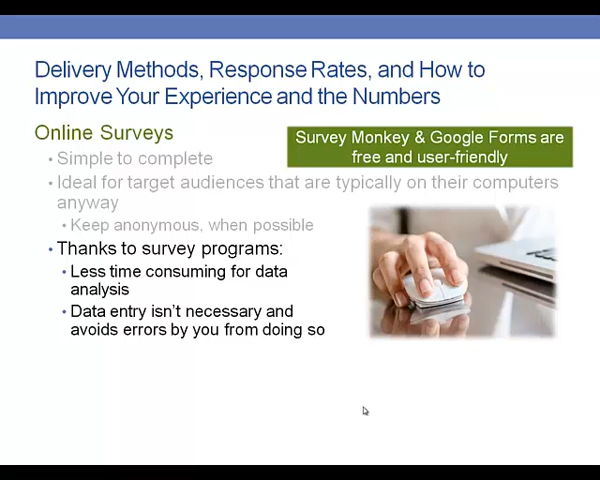 Delivery Methods, Response Rates, and How to
Improve Your Experience and the Numbers
Online Surveys
Survey Monkey & Google Forms are
free and user-friendly
• Simple to complete
• Ideal for target audiences that are typically on their computers
anyway
• Keep anonymous, when possible
• Thanks to survey programs:
• Less time consuming for data
analysis
• Data entry isn't necessary and
avoids errors by you from doing so